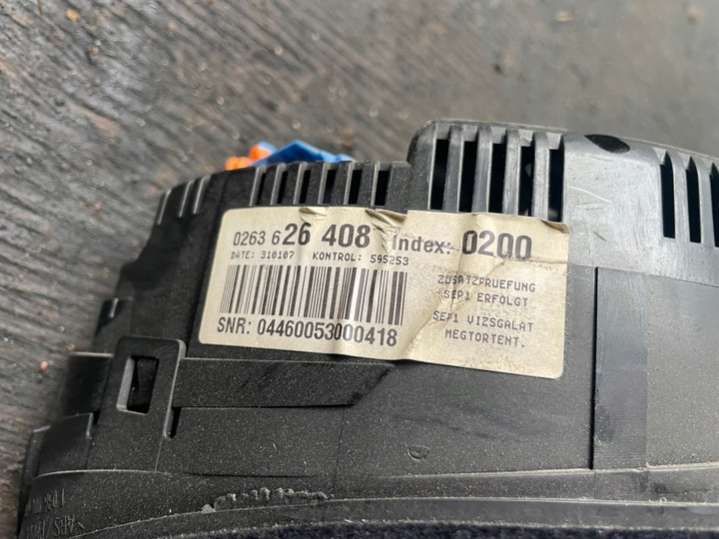 0263 626 408 Index: 0200
DATE: 310107 KONTROL: 595253
ZUSATZPRUEFUNG
SEP1 ERFOLGT
SEP1 VIZSGALAT
MEGTORTENT.
SNR: 04460053000418